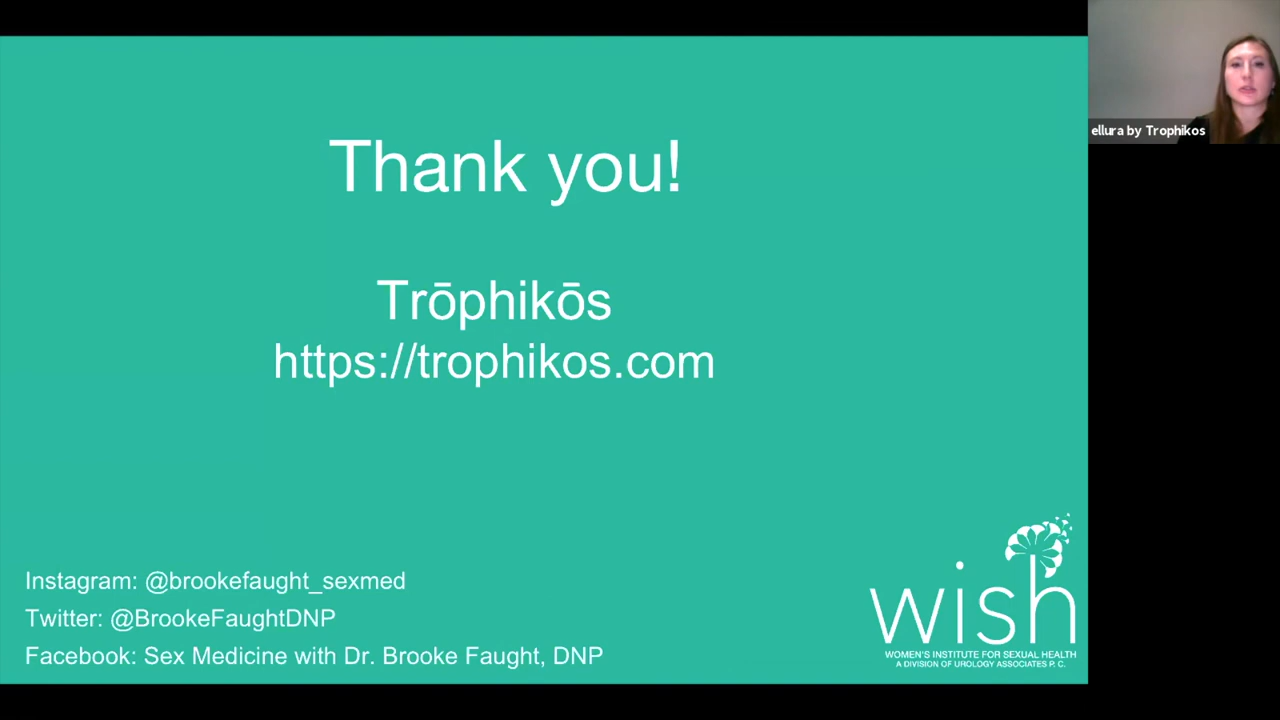 Thank you!
Trōphikōs
https://trophikos.com
Instagram: @brookefaught_sexmed
Twitter: @BrookeFaughtDNP
Facebook: Sex Medicine with Dr. Brooke Faught, DNP
wish
WOMEN'S INSTITUTE FOR SEXUAL HEALTH
A DIVISION OF UROLOGY ASSOCIATES P. C.
ellura by Trophikos